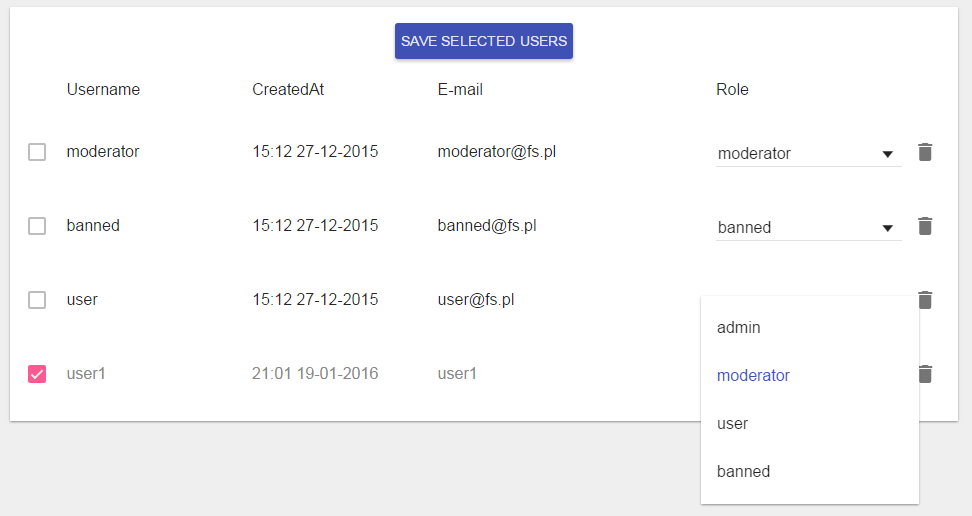 SAVE SELECTED USERS
Username CreatedAt E-mail Role
moderator 15:12 27-12-2015 moderator@fs.pl moderator
banned 15:12 27-12-2015 banned@fs.pl banned
user 15:12 27-12-2015 user@fs.pl
admin
user1 21:01 19-01-2016 user1 moderator
user
banned